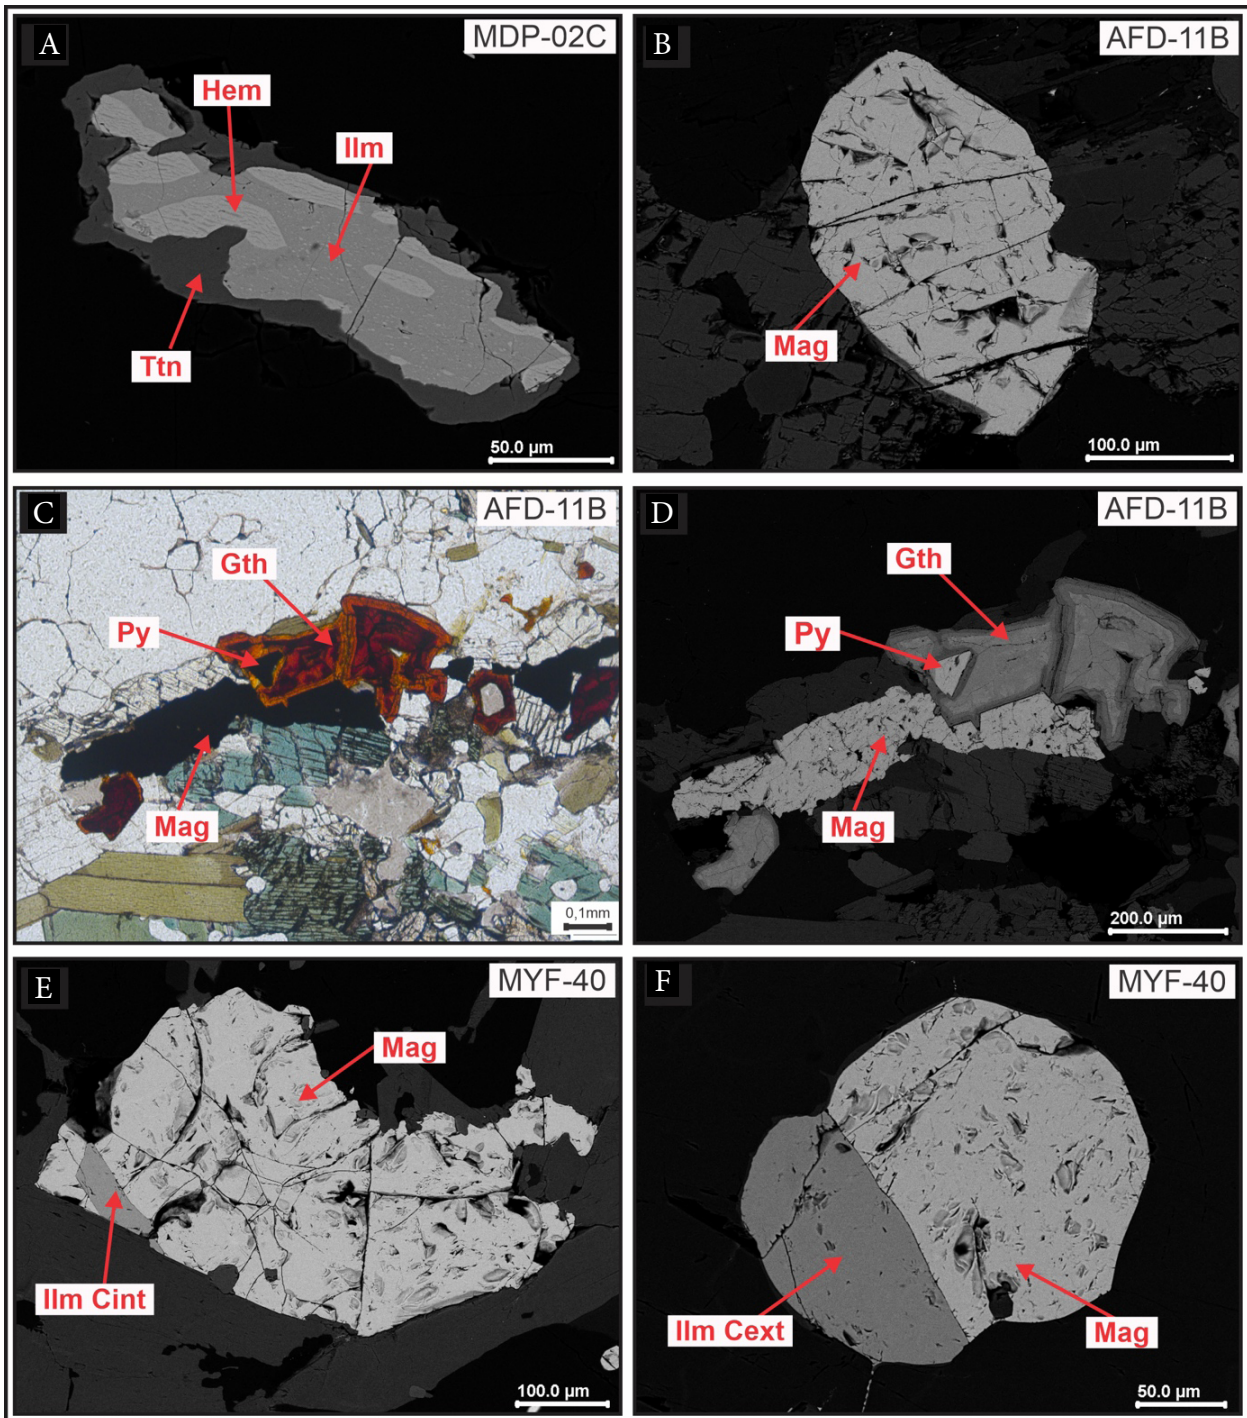 A
MDP-02C
Hem
Ilm
Ttn
50.0 µm
B
AFD-11B
Mag
100.0 µm
C
AFD-11B
Gth
Py
Mag
0,1mm
D
AFD-11B
Gth
Py
Mag
200.0 µm
E
MYF-40
Mag
Ilm Cint
100.0 µm
F
MYF-40
Ilm Cext
Mag
50.0 µm